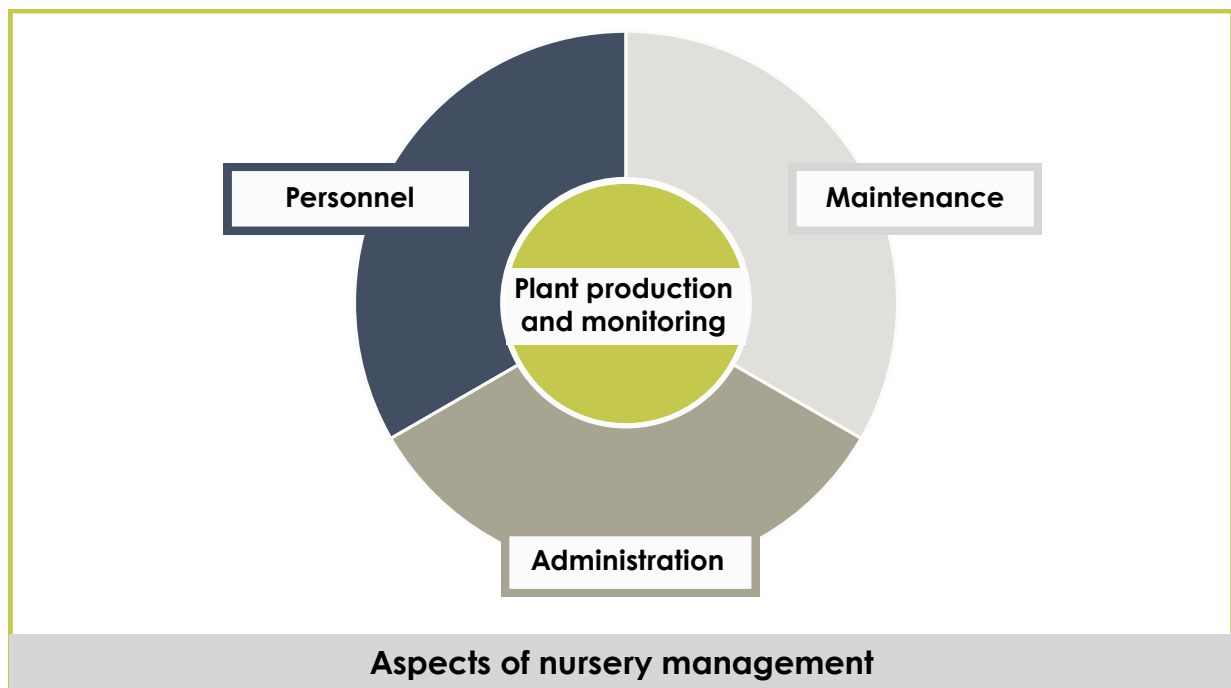 Personnel
Maintenance
Plant production
and monitoring
Administration
Aspects of nursery management